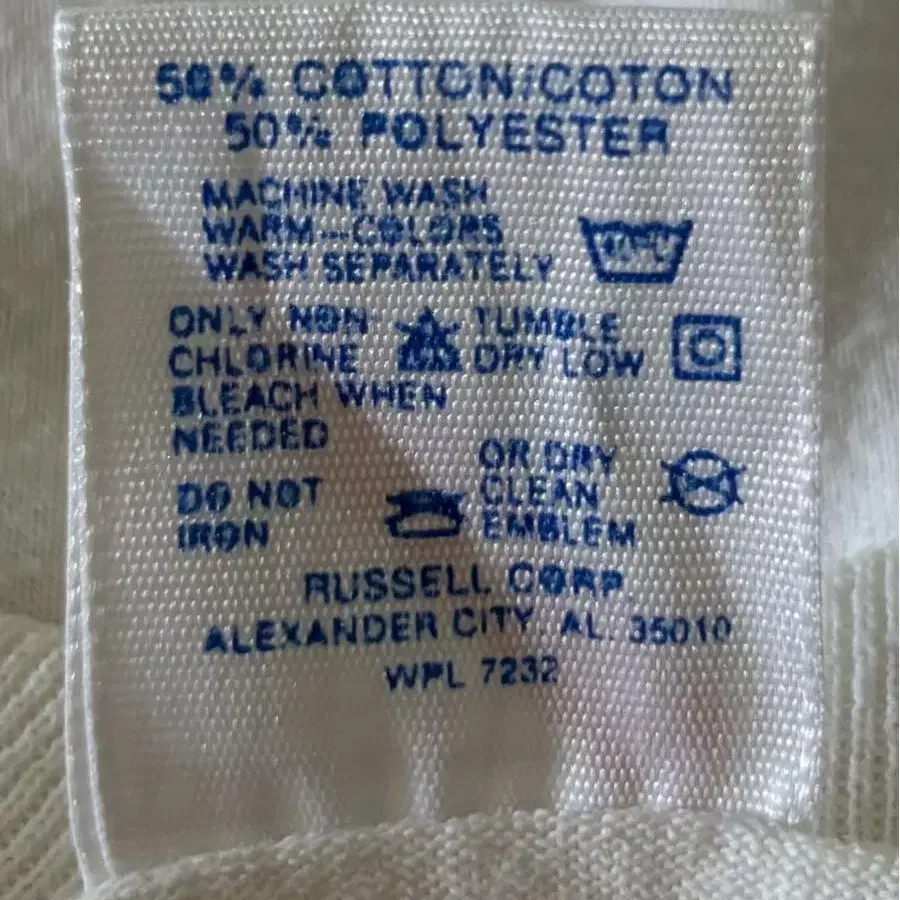 50% COTTON/COTON
50% POLYESTER
MACHINE WASH
WARM--COLORS
WASH SEPARATELY
WARM
ONLY NON
CHLORINE
BLEACH WHEN
NEEDED
TUMBLE
DRY LOW
DO NOT
IRON
OR DRY
CLEAN
EMBLEM
RUSSELL CORP.
ALEXANDER CITY, AL. 35010
WPL 7232